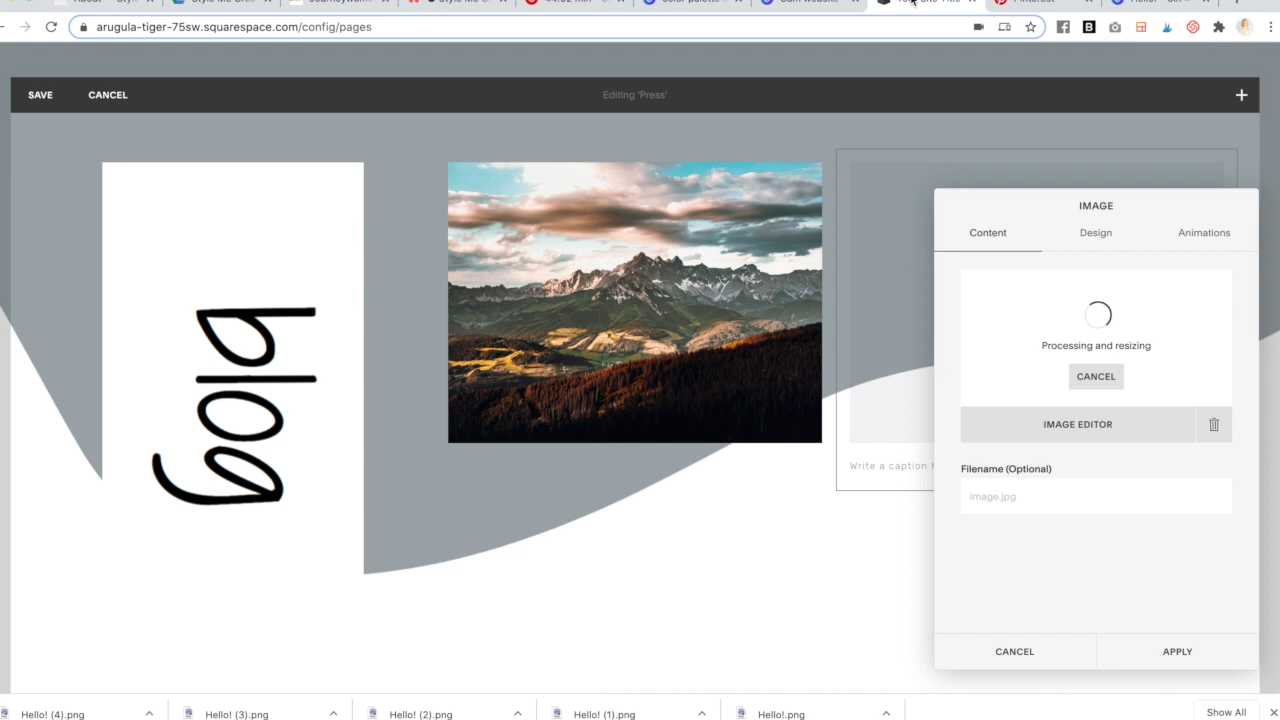 arugula-tiger-75sw.squarespace.com/config/pages
SAVE CANCEL Editing 'Press' +
IMAGE
Content Design Animations
blog
Processing and resizing
CANCEL
IMAGE EDITOR
Write a caption
Filename (Optional)
image.jpg
CANCEL APPLY
Hello! (4).png Hello! (3).png Hello! (2).png Hello! (1).png Hello!.png Show All